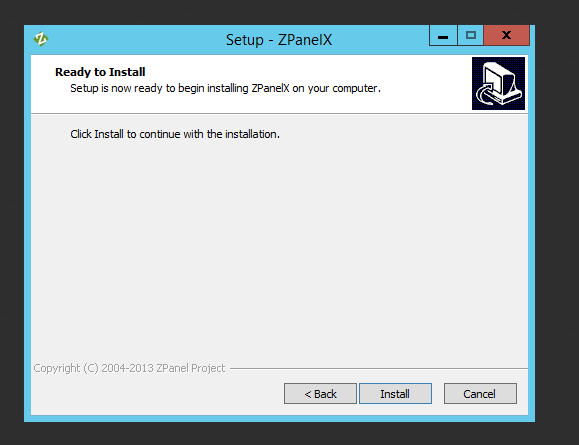 Setup - ZPanelX
Ready to Install
Setup is now ready to begin installing ZPanelX on your computer.
Click Install to continue with the installation.
Copyright (C) 2004-2013 ZPanel Project
< Back
Install
Cancel